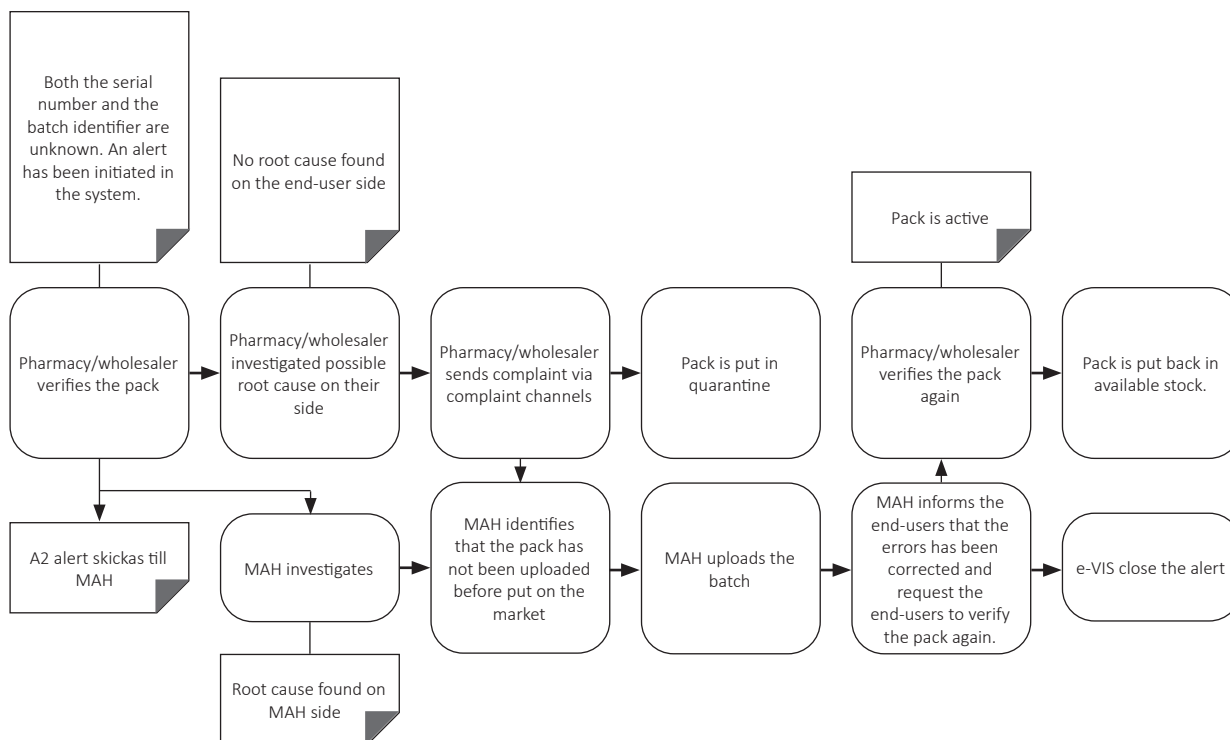 Both the serial
number and the
batch identifier are
unknown. An alert
has been initiated in
the system.
No root cause found
on the end-user side
Pack is active
Pharmacy/wholesaler
verifies the pack
Pharmacy/wholesaler
investigated possible
root cause on their
side
Pharmacy/wholesaler
sends complaint via
complaint channels
Pack is put in
quarantine
Pharmacy/wholesaler
verifies the pack
again
Pack is put back in
available stock.
A2 alert skickas till
MAH
MAH investigates
MAH identifies
that the pack has
not been uploaded
before put on the
market
MAH uploads the
batch
MAH informs the
end-users that the
errors has been
corrected and
request the
end-users to verify
the pack again.
e-VIS close the alert
Root cause found on
MAH side